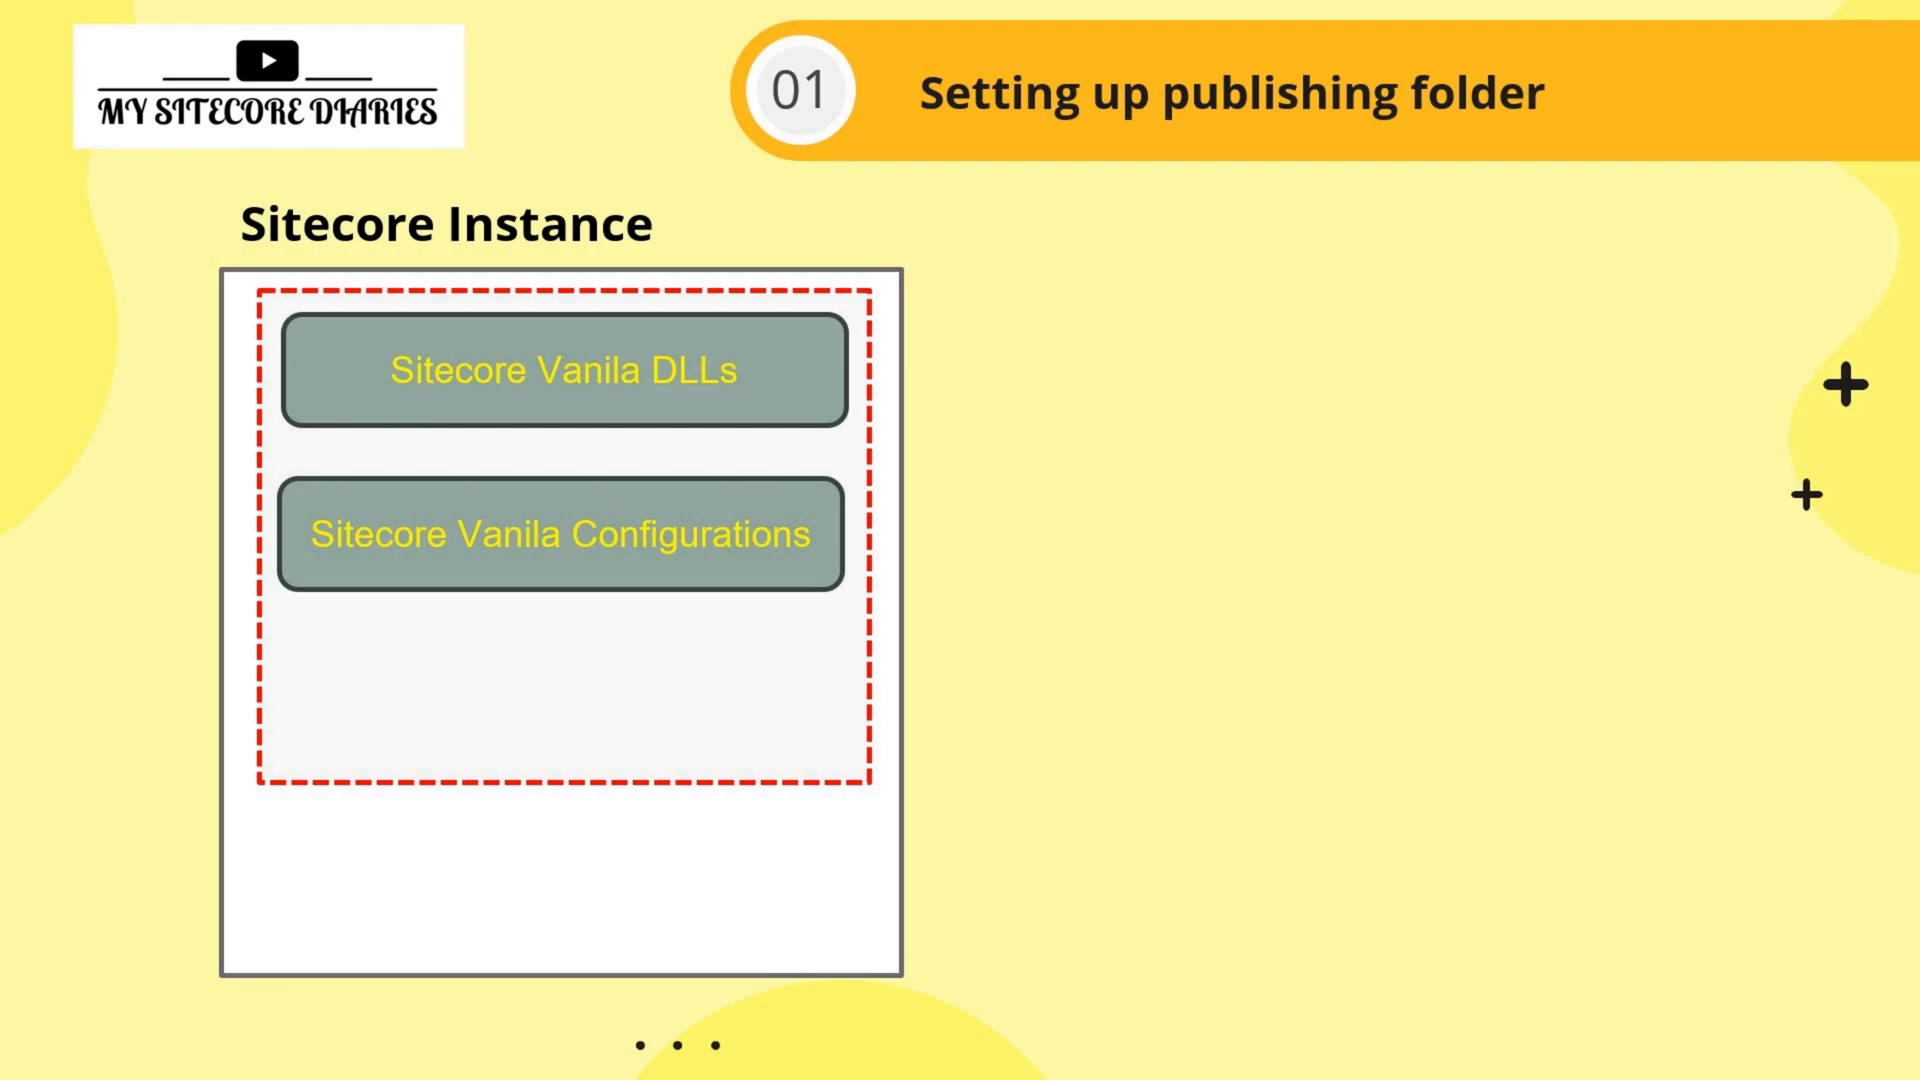 MY SITECORE DIARIES
01
Setting up publishing folder
Sitecore Instance
Sitecore Vanila DLLs
Sitecore Vanila Configurations